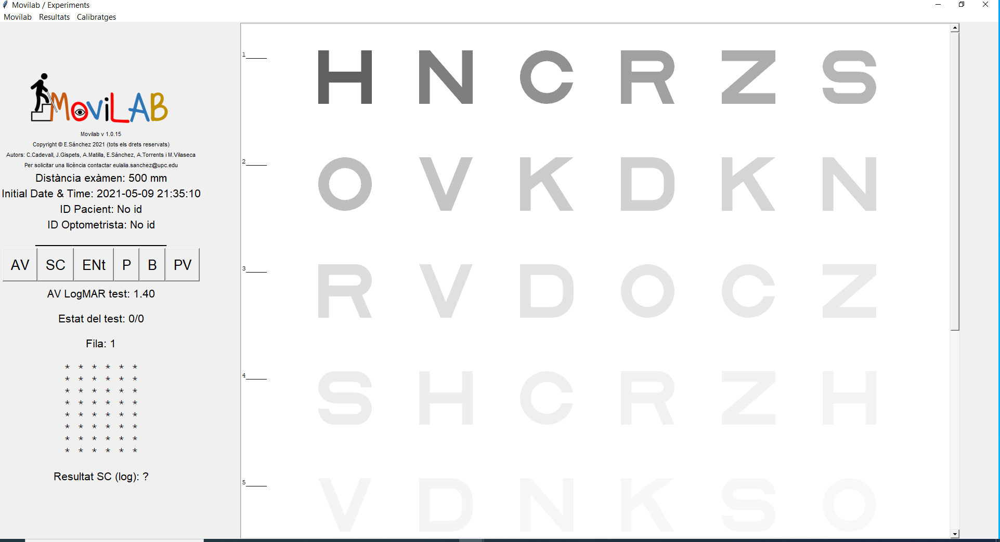 Movilab / Experiments
Movilab Resultats Calibratges
MoviLAB
Movilab v 1.0.15
Copyright © E.Sánchez 2021 (tots els drets reservats)
Autors: C.Cadevall, J.Gispets, A.Matilla, E.Sánchez, A.Torrents i M.Vilaseca
Per solicitar una llicència contactar eulalia.sanchez@upc.edu
Distància exàmen: 500 mm
Initial Date & Time: 2021-05-09 21:35:10
ID Pacient: No id
ID Optometrista: No id
AV SC ENt P B PV
AV LogMAR test: 1.40
Estat del test: 0/0
Fila: 1
* * * * * *
* * * * * *
* * * * * *
* * * * * *
* * * * * *
* * * * * *
* * * * * *
* * * * * *
Resultat SC (log): ?
1 H N C R Z S
2 O V K D K N
3 R V D O C Z
4 S H C R Z H
5 V D N K S O